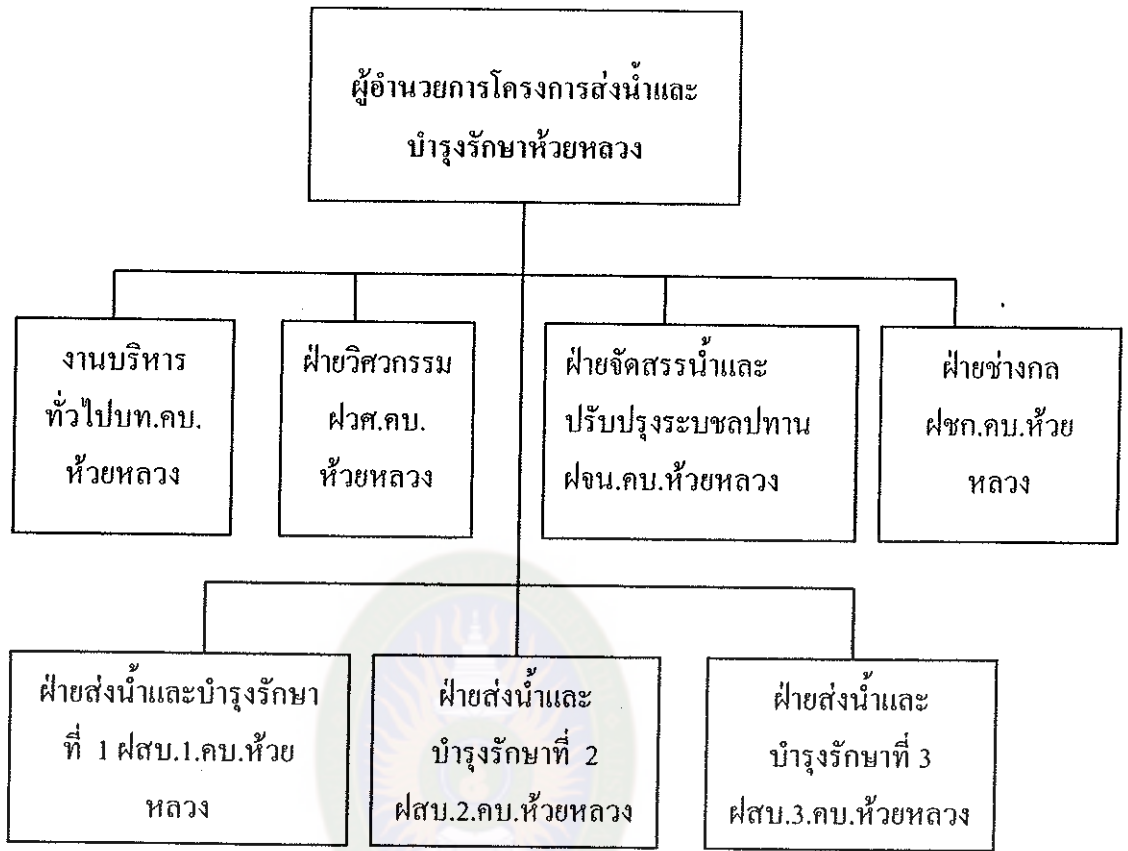 ผู้อำนวยการโครงการส่งน้ำและ
บำรุงรักษาห้วยหลวง
งานบริหาร
ทั่วไปบท.คบ.
ห้วยหลวง
ฝ่ายวิศวกรรม
ฝวศ.คบ.
ห้วยหลวง
ฝ่ายจัดสรรน้ำและ
ปรับปรุงระบชลปทาน
ฝจน.คบ.ห้วยหลวง
ฝ่ายช่างกล
ฝชก.คบ.ห้วย
หลวง
ฝ่ายส่งน้ำและบำรุงรักษา
ที่ 1 ฝสบ.1.คบ.ห้วย
หลวง
ฝ่ายส่งน้ำและ
บำรุงรักษาที่ 2
ฝสบ.2.คบ.ห้วยหลวง
ฝ่ายส่งน้ำและ
บำรุงรักษาที่ 3
ฝสบ.3.คบ.ห้วยหลวง